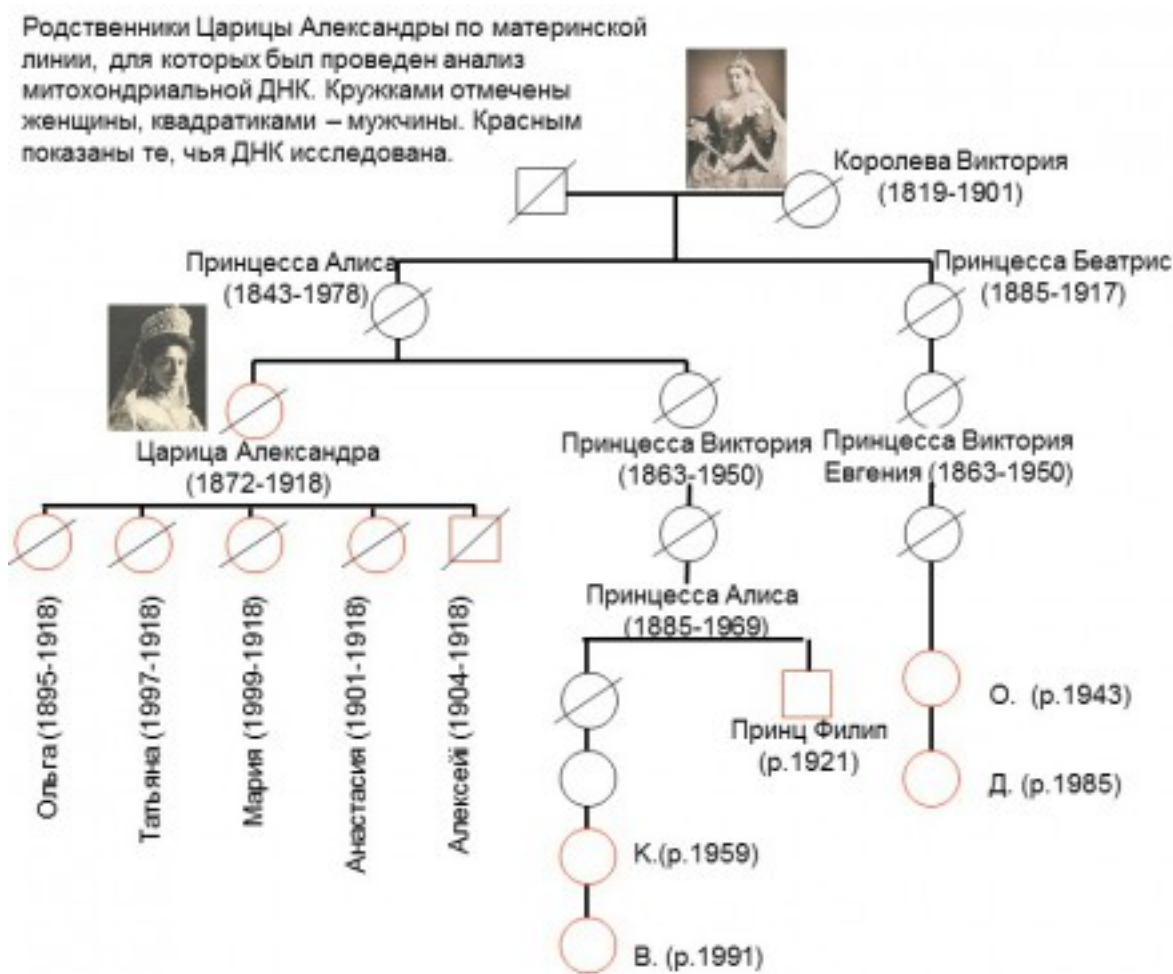 Родственники Царицы Александры по материнской
линии, для которых был проведен анализ
митохондриальной ДНК. Кружками отмечены
женщины, квадратиками – мужчины. Красным
показаны те, чья ДНК исследована.
Королева Виктория
(1819-1901)
Принцесса Алиса
(1843-1978)
Принцесса Беатрис
(1885-1917)
Царица Александра
(1872-1918)
Принцесса Виктория
(1863-1950)
Принцесса Виктория
Евгения (1863-1950)
Ольга (1895-1918)
Татьяна (1997-1918)
Мария (1999-1918)
Анастасия (1901-1918)
Алексей (1904-1918)
Принцесса Алиса
(1885-1969)
Принц Филип
(р.1921)
О. (р.1943)
Д. (р.1985)
К.(р.1959)
В. (р.1991)